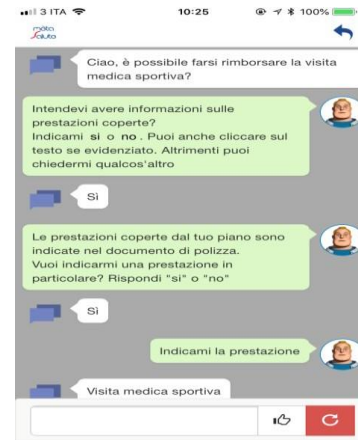 3 ITA 10:25 100%
mètaSalute
Ciao, è possibile farsi rimborsare la visita
medica sportiva?
Intendevi avere informazioni sulle
prestazioni coperte?
Indicami si o no . Puoi anche cliccare sul
testo se evidenziato. Altrimenti puoi
chiedermi qualcos'altro
Sì
Le prestazioni coperte dal tuo piano sono
indicate nel documento di polizza.
Vuoi indicarmi una prestazione in
particolare? Rispondi "si" o "no"
Sì
Indicami la prestazione
Visita medica sportiva